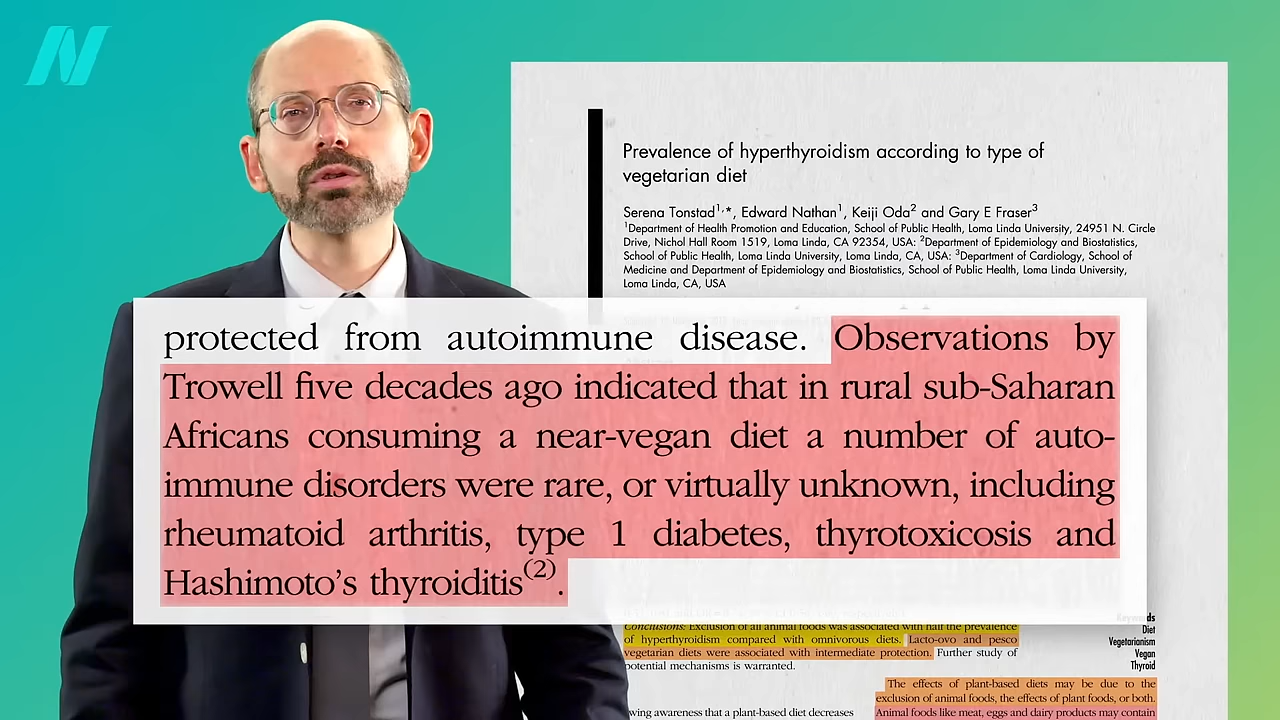 Prevalence of hyperthyroidism according to type of
vegetarian diet
Serena Tonstad1,*, Edward Nathan1, Keiji Oda2 and Gary E Fraser3
1Department of Health Promotion and Education, School of Public Health, Loma Linda University, 24951 N. Circle
Drive, Nichol Hall Room 1519, Loma Linda, CA 92354, USA: 2Department of Epidemiology and Biostatistics,
School of Public Health, Loma Linda University, Loma Linda, CA, USA: 3Department of Cardiology, School of
Medicine and Department of Epidemiology and Biostatistics, School of Public Health, Loma Linda University,
Loma Linda, CA, USA
protected from autoimmune disease. Observations by
Trowell five decades ago indicated that in rural sub-Saharan
Africans consuming a near-vegan diet a number of auto-
immune disorders were rare, or virtually unknown, including
rheumatoid arthritis, type 1 diabetes, thyrotoxicosis and
Hashimoto's thyroiditis(2).
Conclusions: Exclusion of all animal foods was associated with half the prevalence
of hyperthyroidism compared with omnivorous diets. Lacto-ovo and pesco
vegetarian diets were associated with intermediate protection. Further study of
potential mechanisms is warranted.
Keywords
Diet
Vegetarianism
Vegan
Thyroid
The effects of plant-based diets may be due to the
exclusion of animal foods, the effects of plant foods, or both.
Animal foods like meat, eggs and dairy products may contain
wing awareness that a plant-based diet decreases